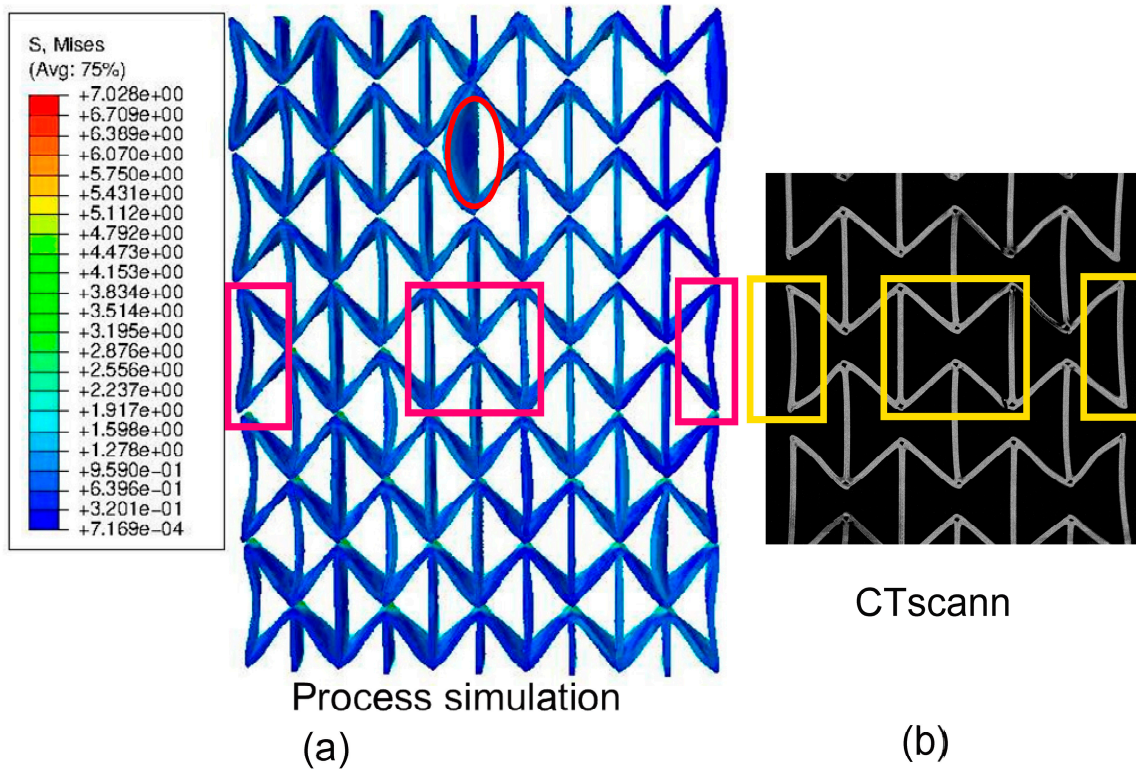 S, Mises
(Avg: 75%)
+7.028e+00
+6.709e+00
+6.389e+00
+6.070e+00
+5.750e+00
+5.431e+00
+5.112e+00
+4.792e+00
+4.473e+00
+4.153e+00
+3.834e+00
+3.514e+00
+3.195e+00
+2.876e+00
+2.556e+00
+2.237e+00
+1.917e+00
+1.598e+00
+1.278e+00
+9.590e-01
+6.396e-01
+3.201e-01
+7.169e-04
CTscann
Process simulation
(a)
(b)